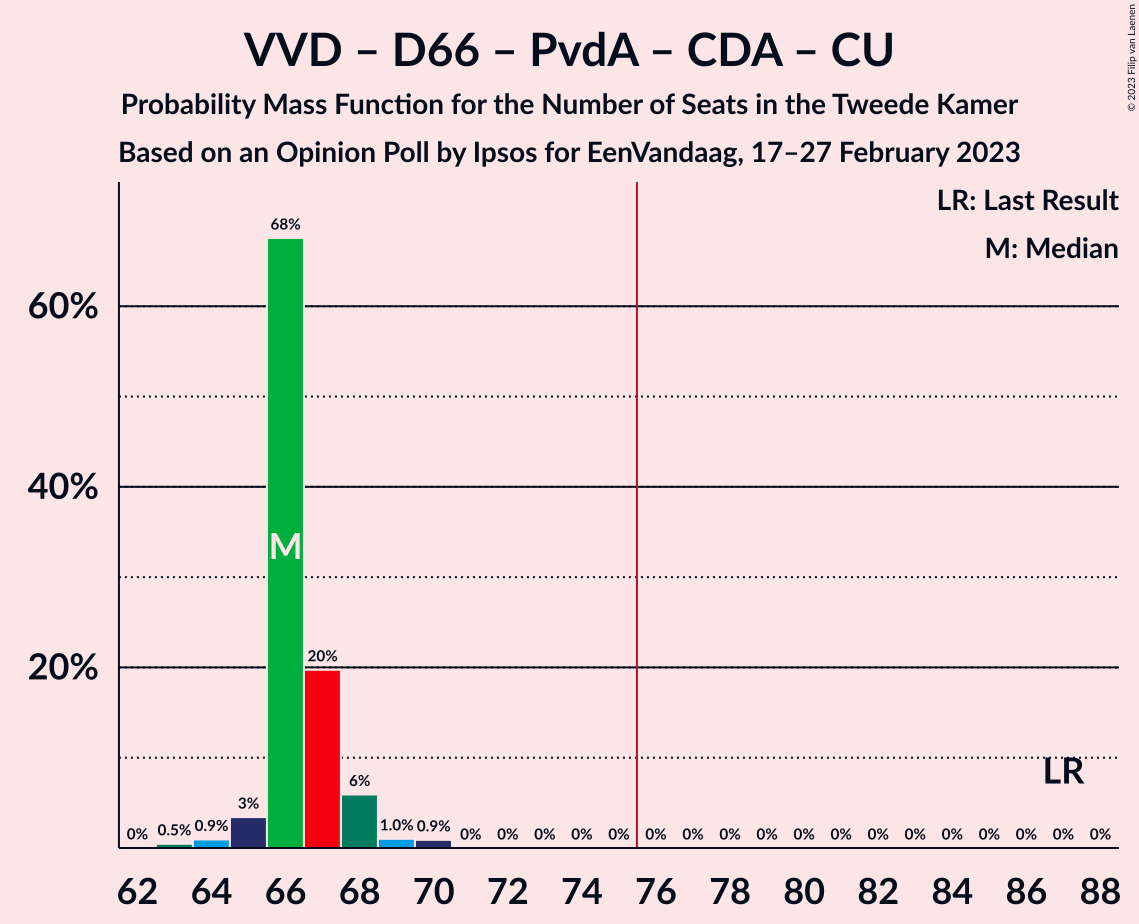 VVD – D66 – PvdA – CDA – CU
Probability Mass Function for the Number of Seats in the Tweede Kamer
Based on an Opinion Poll by Ipsos for EenVandaag, 17–27 February 2023
© 2023 Filip van Laenen
LR: Last Result
M: Median
68%
60%
40%
M
20%
20%
LR
6%
3%
0% 0.5% 0.9% 1.0% 0.9% 0% 0% 0% 0% 0% 0% 0% 0% 0% 0% 0% 0% 0% 0% 0% 0% 0% 0%
62 64 66 68 70 72 74 76 78 80 82 84 86 88